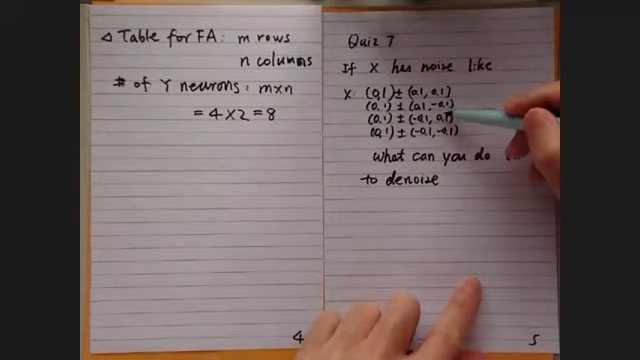 △ Table for FA: m rows
n columns
# of Y neurons: m×n
= 4 × 2 = 8
4
Quiz 7
If X has noise like
X: (0,1) ± (0.1, 0.1)
(0,1) ± (0.1, -0.1)
(0,1) ± (-0.1, 0.1)
(0,1) ± (-0.1, -0.1)
what can you do
to denoise
5